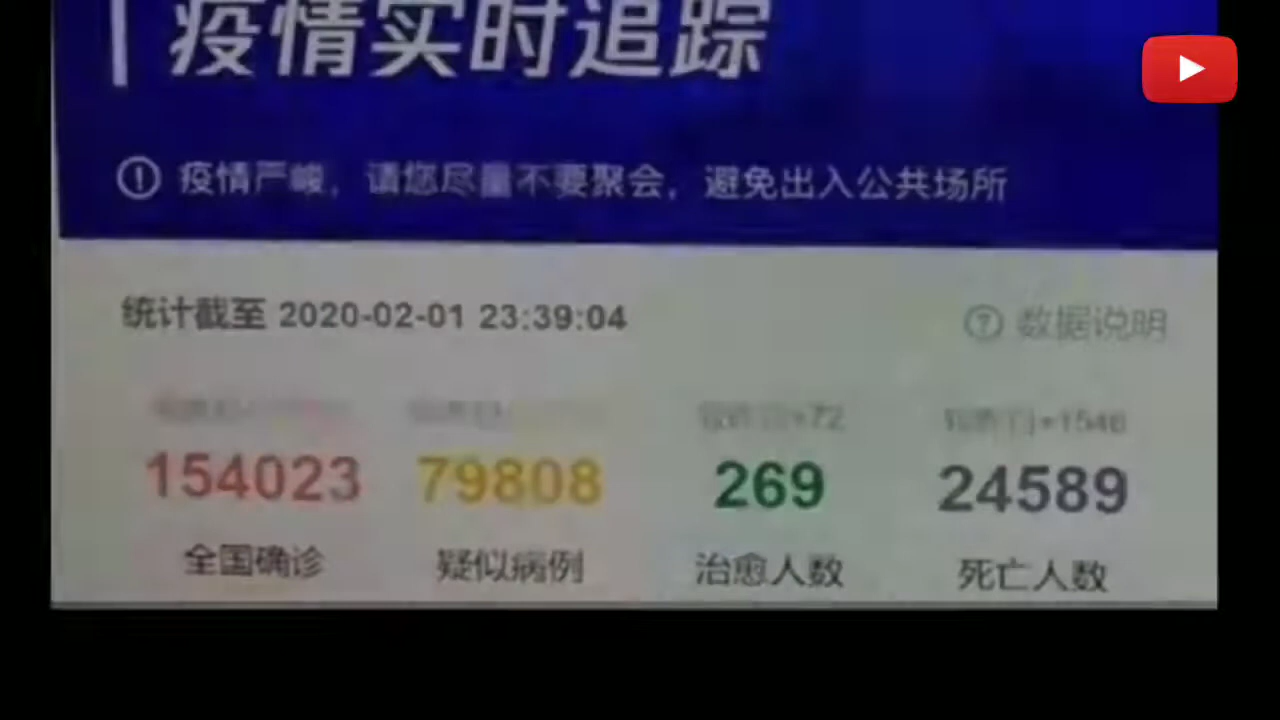 疫情实时追踪
疫情严峻，请您尽量不要聚会，避免出入公共场所
统计截至 2020-02-01 23:39:04
数据说明
+72
+1546
154023 79808 269 24589
全国确诊 疑似病例 治愈人数 死亡人数